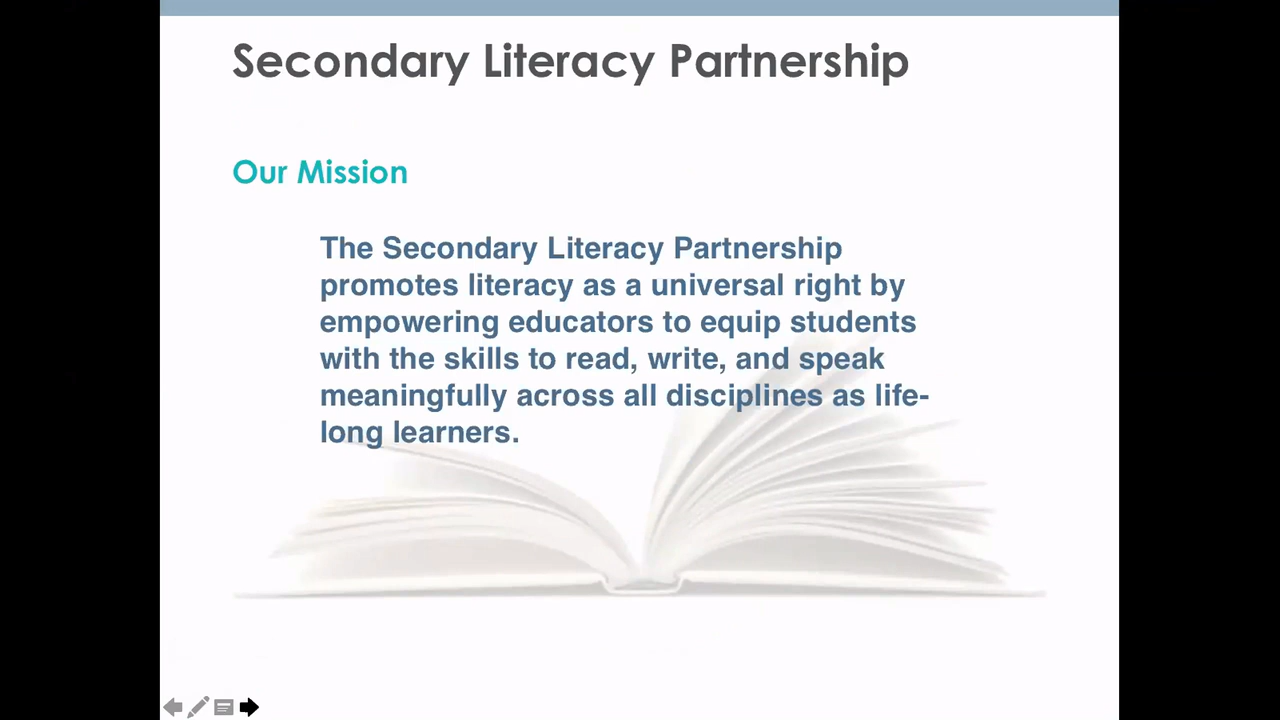 Secondary Literacy Partnership
Our Mission
The Secondary Literacy Partnership
promotes literacy as a universal right by
empowering educators to equip students
with the skills to read, write, and speak
meaningfully across all disciplines as life-
long learners.